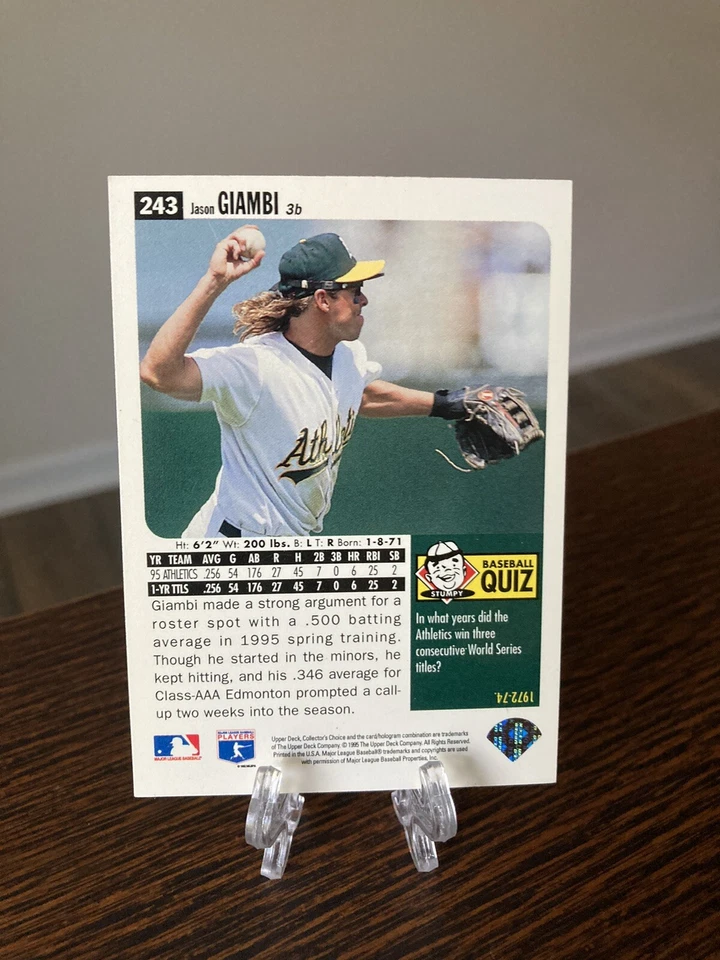 243 Jason GIAMBI 3b
Athletics
Ht: 6'2" Wt: 200 lbs. B: L T: R Born: 1-8-71
YR TEAM AVG G AB R H 2B 3B HR RBI SB
95 ATHLETICS .256 54 176 27 45 7 0 6 25 2
1-YR TTLS .256 54 176 27 45 7 0 6 25 2
Giambi made a strong argument for a
roster spot with a .500 batting
average in 1995 spring training.
Though he started in the minors, he
kept hitting, and his .346 average for
Class-AAA Edmonton prompted a call-
up two weeks into the season.
STUMPY
BASEBALL
QUIZ
In what years did the
Athletics win three
consecutive World Series
titles?
1972-74.
MAJOR LEAGUE BASEBALL
PLAYERS
Upper Deck, Collector's Choice and the card/hologram combination are trademarks
of The Upper Deck Company. © 1995 The Upper Deck Company. All Rights Reserved.
Printed in the U.S.A. Major League Baseball trademarks and copyrights are used
with permission of Major League Baseball Properties, Inc.